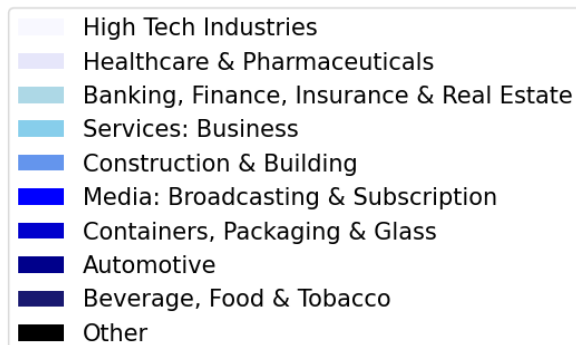 High Tech Industries
Healthcare & Pharmaceuticals
Banking, Finance, Insurance & Real Estate
Services: Business
Construction & Building
Media: Broadcasting & Subscription
Containers, Packaging & Glass
Automotive
Beverage, Food & Tobacco
Other